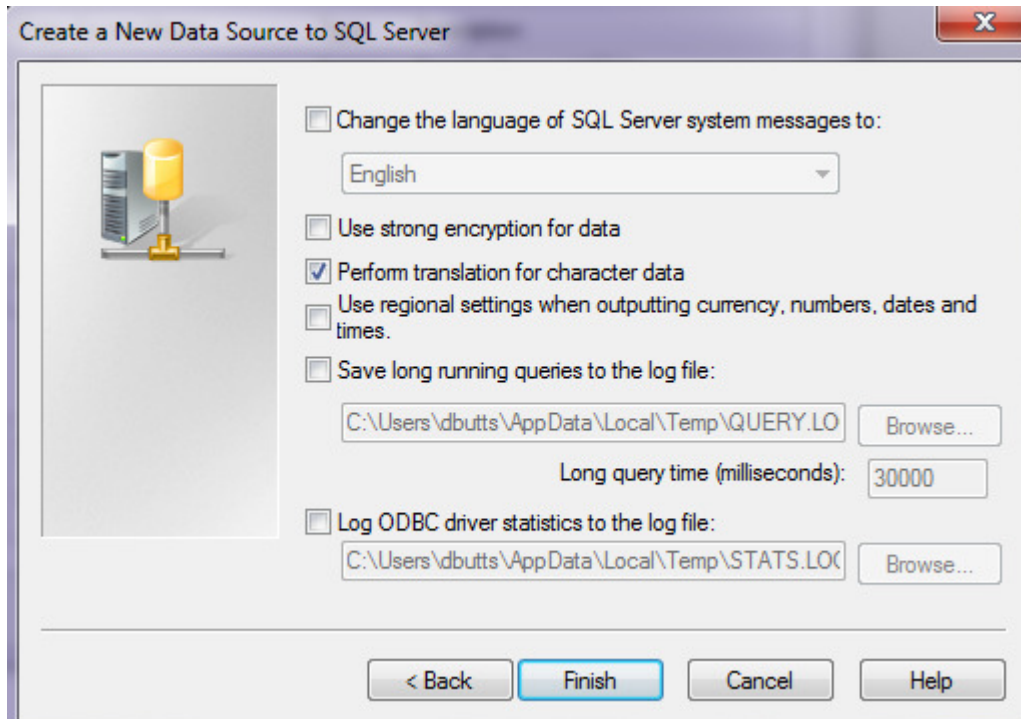 Create a New Data Source to SQL Server
Change the language of SQL Server system messages to:
English
Use strong encryption for data
Perform translation for character data
Use regional settings when outputting currency, numbers, dates and
times.
Save long running queries to the log file:
C:\Users\dbutts\AppData\Local\Temp\QUERY.LO
Browse...
Long query time (milliseconds):
30000
Log ODBC driver statistics to the log file:
C:\Users\dbutts\AppData\Local\Temp\STATS.LO
Browse...
< Back
Finish
Cancel
Help